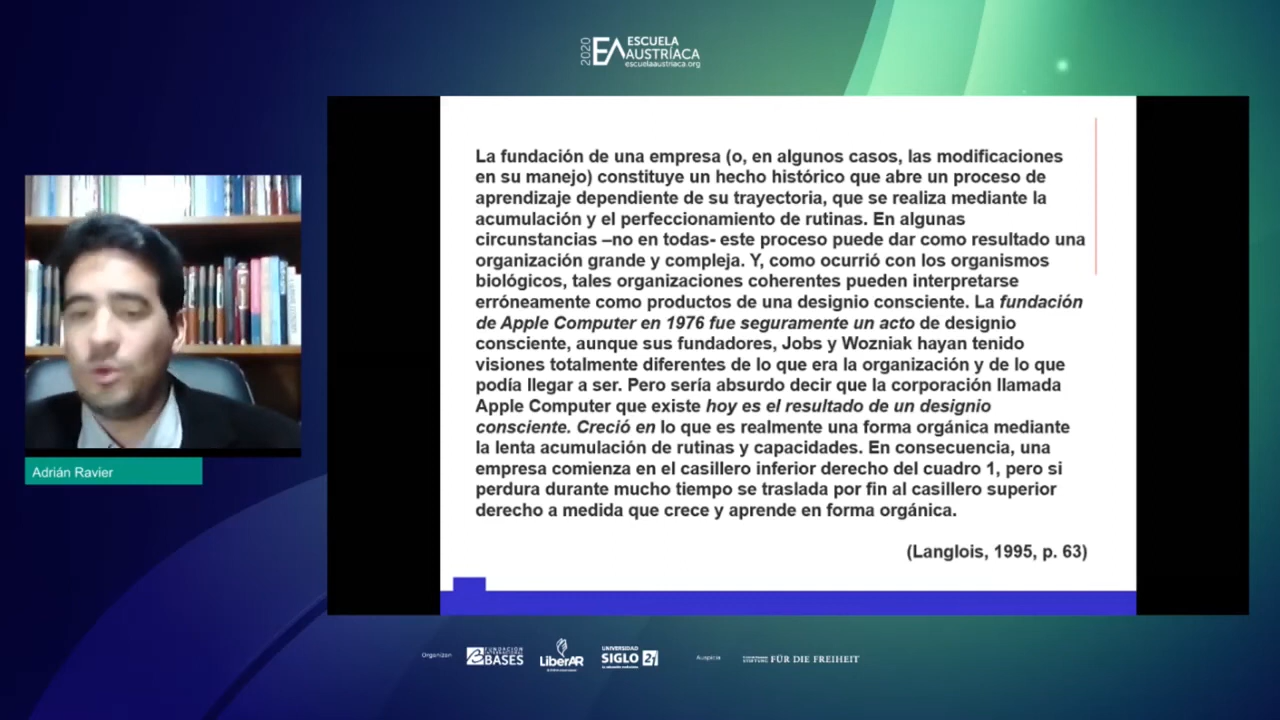 2020
EA
ESCUELA
AUSTRÍACA
escuelaaustriaca.org
La fundación de una empresa (o, en algunos casos, las modificaciones
en su manejo) constituye un hecho histórico que abre un proceso de
aprendizaje dependiente de su trayectoria, que se realiza mediante la
acumulación y el perfeccionamiento de rutinas. En algunas
circunstancias –no en todas- este proceso puede dar como resultado una
organización grande y compleja. Y, como ocurrió con los organismos
biológicos, tales organizaciones coherentes pueden interpretarse
erróneamente como productos de una designio consciente. La fundación
de Apple Computer en 1976 fue seguramente un acto de designio
consciente, aunque sus fundadores, Jobs y Wozniak hayan tenido
visiones totalmente diferentes de lo que era la organización y de lo que
podía llegar a ser. Pero sería absurdo decir que la corporación llamada
Apple Computer que existe hoy es el resultado de un designio
consciente. Creció en lo que es realmente una forma orgánica mediante
la lenta acumulación de rutinas y capacidades. En consecuencia, una
empresa comienza en el casillero inferior derecho del cuadro 1, pero si
perdura durante mucho tiempo se traslada por fin al casillero superior
derecho a medida que crece y aprende en forma orgánica.
(Langlois, 1995, p. 63)
Adrián Ravier
Organizan
FUNDACIÓN
INTERNACIONAL
BASES
LiberAR
UNIVERSIDAD
SIGLO 21
Auspicia
STIFTUNG FÜR DIE FREIHEIT